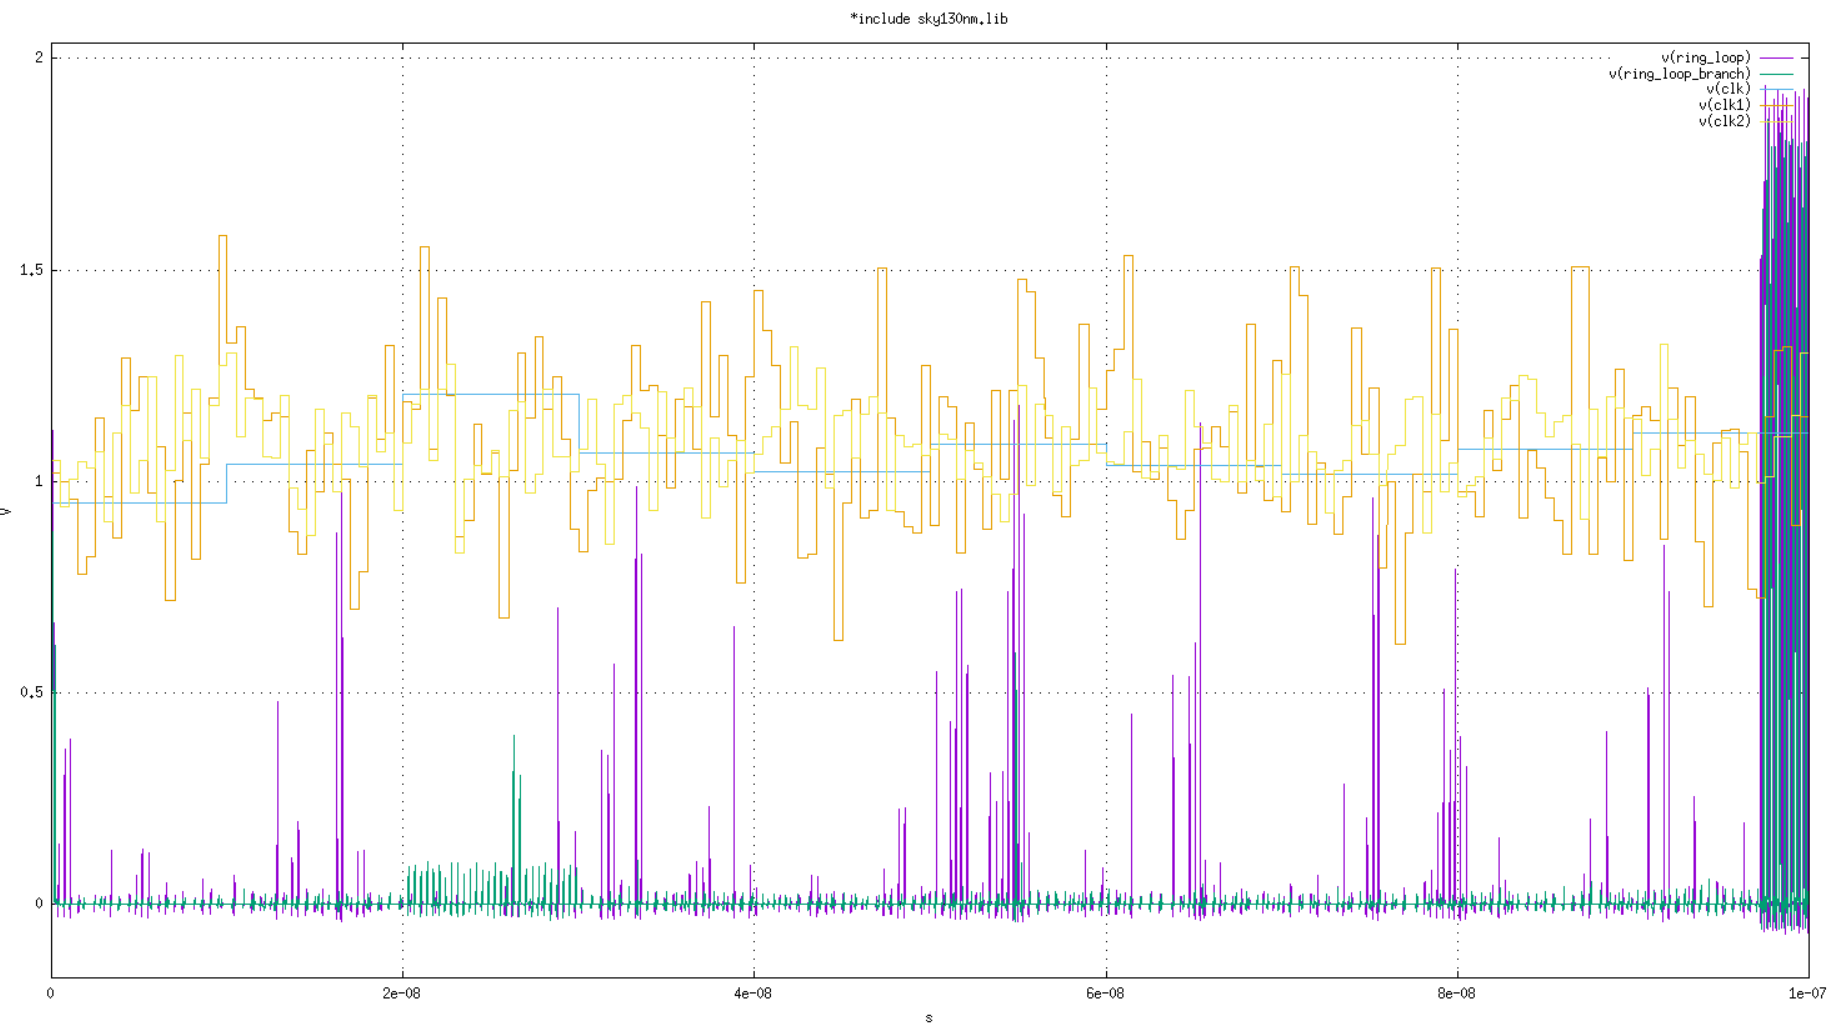 *include sky130nm.lib
2
v(ring_loop)
v(ring_loop_branch)
v(clk)
v(clk1)
v(clk2)
1.5
1
V
0.5
0
0
2e-08
4e-08
6e-08
8e-08
1e-07
s